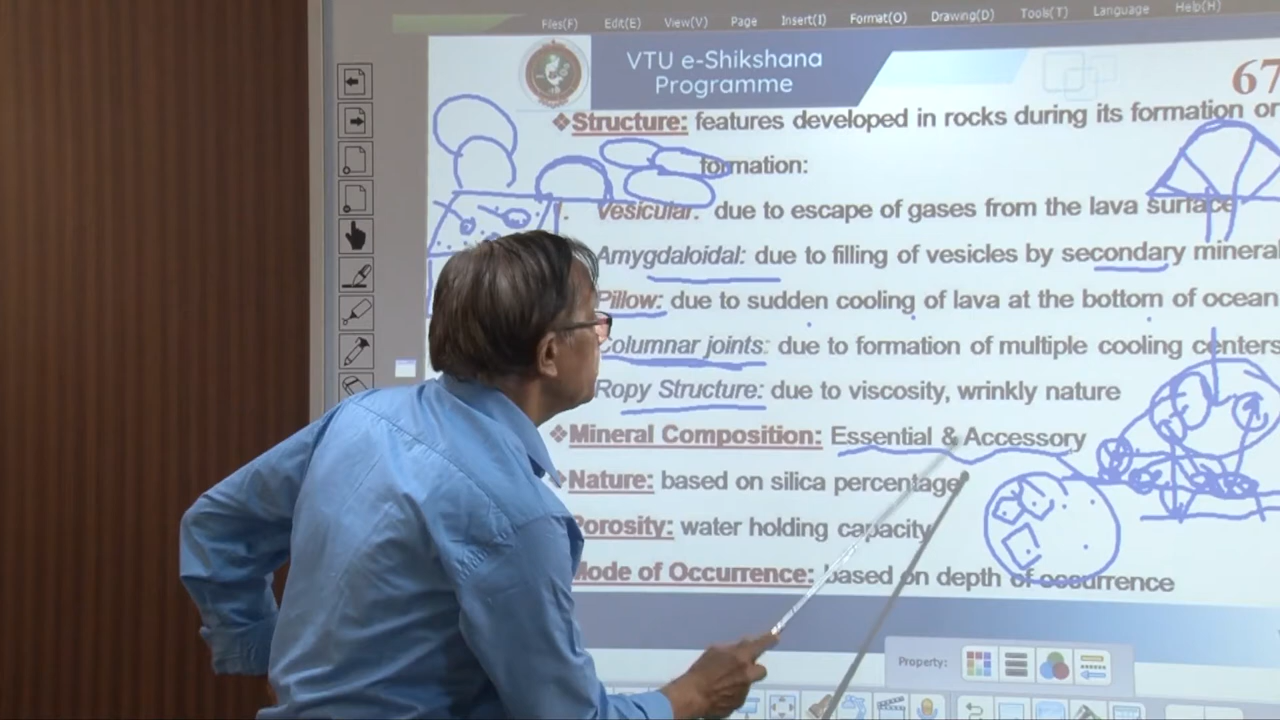 Files(F) Edit(E) View(V) Page Insert(I) Format(O) Drawing(D) Tools(T) Language Help(H)
VTU e-Shikshana
Programme
67
❖Structure: features developed in rocks during its formation or
formation:
Vesicular: due to escape of gases from the lava surface
Amygdaloidal: due to filling of vesicles by secondary mineral
Pillow: due to sudden cooling of lava at the bottom of ocean
Columnar joints: due to formation of multiple cooling centers
Ropy Structure: due to viscosity, wrinkly nature
❖Mineral Composition: Essential & Accessory
❖Nature: based on silica percentage
Porosity: water holding capacity
Mode of Occurrence: based on depth of occurrence
Property: